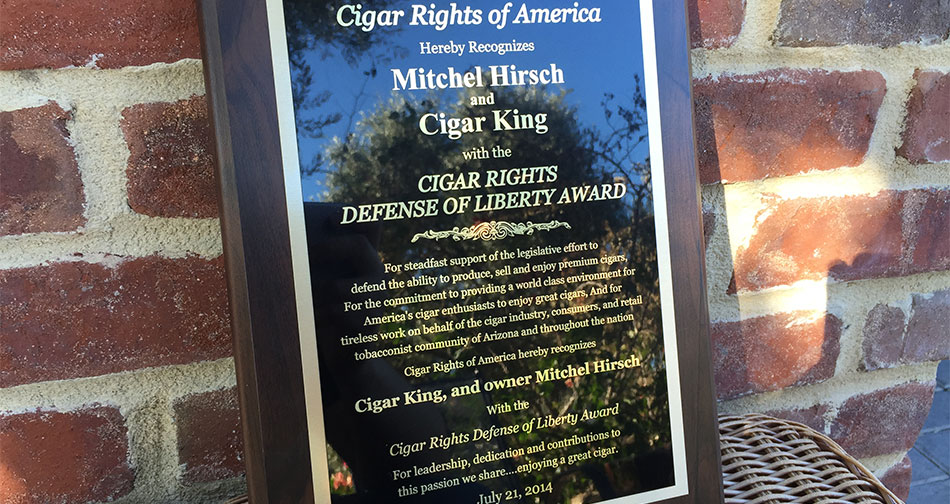 Cigar Rights of America
Hereby Recognizes
Mitchel Hirsch
and
Cigar King
with the
CIGAR RIGHTS
DEFENSE OF LIBERTY AWARD
For steadfast support of the legislative effort to
defend the ability to produce, sell and enjoy premium cigars,
For the commitment to providing a world class environment for
America's cigar enthusiasts to enjoy great cigars, And for
tireless work on behalf of the cigar industry, consumers, and retail
tobacconist community of Arizona and throughout the nation
Cigar Rights of America hereby recognizes
Cigar King, and owner Mitchel Hirsch
With the
Cigar Rights Defense of Liberty Award
For leadership, dedication and contributions to
this passion we share....enjoying a great cigar.
July 21, 2014